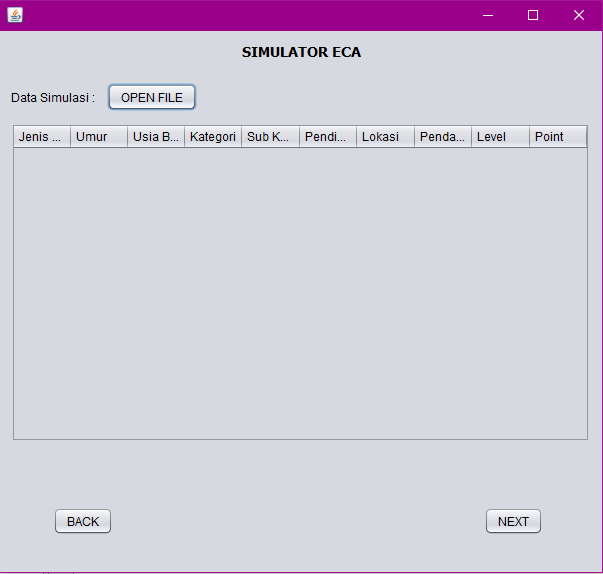 SIMULATOR ECA
Data Simulasi : OPEN FILE
Jenis ... Umur Usia B... Kategori Sub K... Pendi... Lokasi Penda... Level Point
BACK NEXT